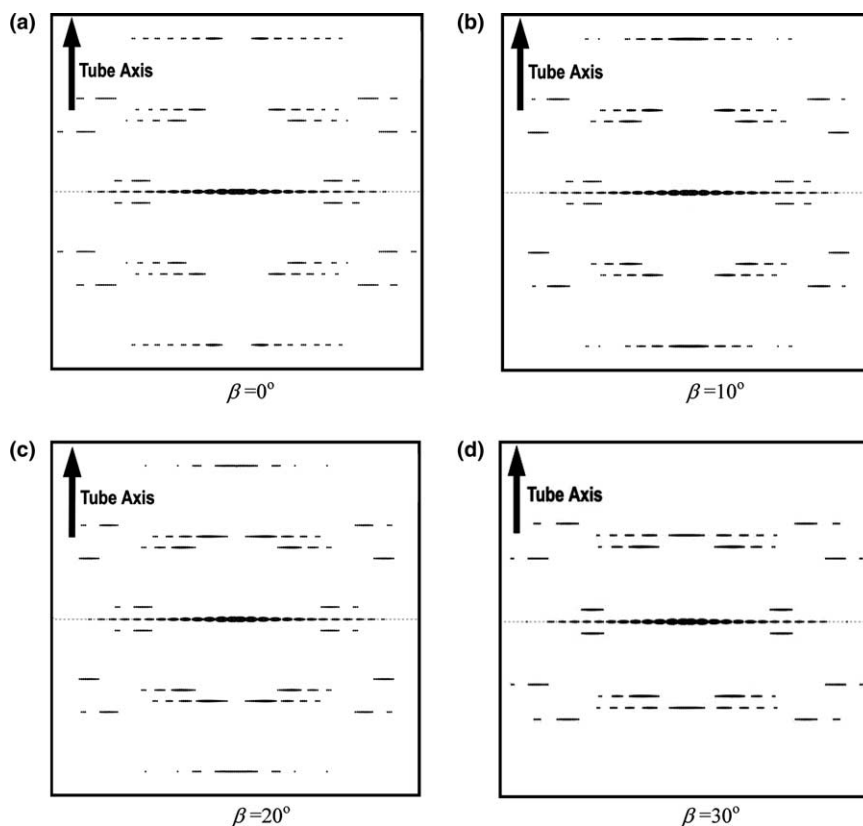 (a)
Tube Axis
β=0°
(b)
Tube Axis
β=10°
(c)
Tube Axis
β=20°
(d)
Tube Axis
β=30°